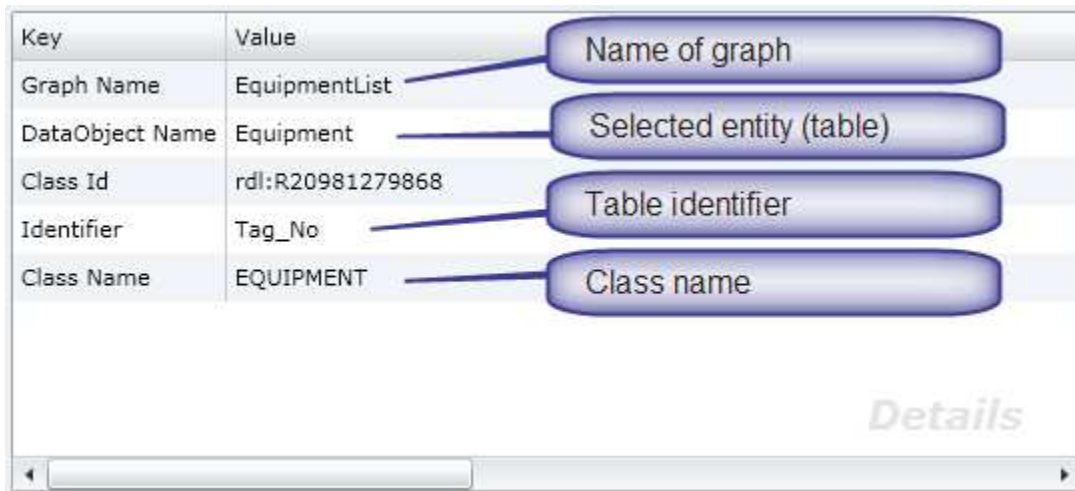 Key Value
Name of graph
Graph Name EquipmentList
DataObject Name Equipment
Selected entity (table)
Class Id rdl:R20981279868
Table identifier
Identifier Tag_No
Class Name EQUIPMENT
Class name
Details